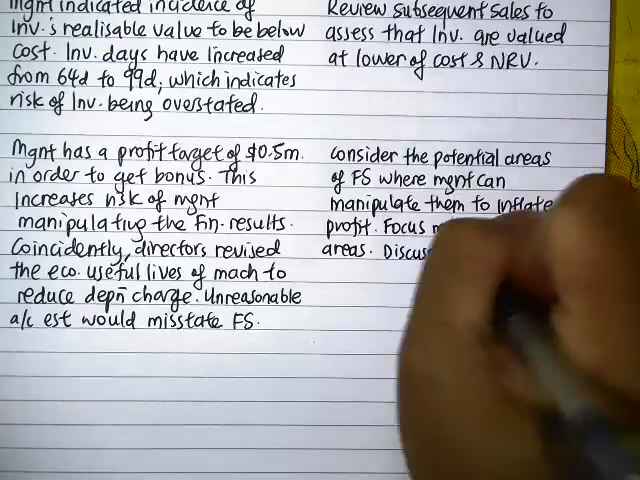 Mgnt indicated incidence of
Inv.'s realisable value to be below
cost. Inv. days have increased
from 64d to 99d, which indicates
risk of Inv. being overstated.
Review subsequent sales to
assess that Inv. are valued
at lower of cost & NRV.
Mgnt has a profit target of $0.5m.
in order to get bonus. This
increases risk of mgnt
manipulating the fin. results.
Coincidently, directors revised
the eco. useful lives of mach to
reduce depn charge. Unreasonable
a/c est would misstate FS.
Consider the potential areas
of FS where mgnt can
manipulate them to inflate
profit. Focus
areas. Discus